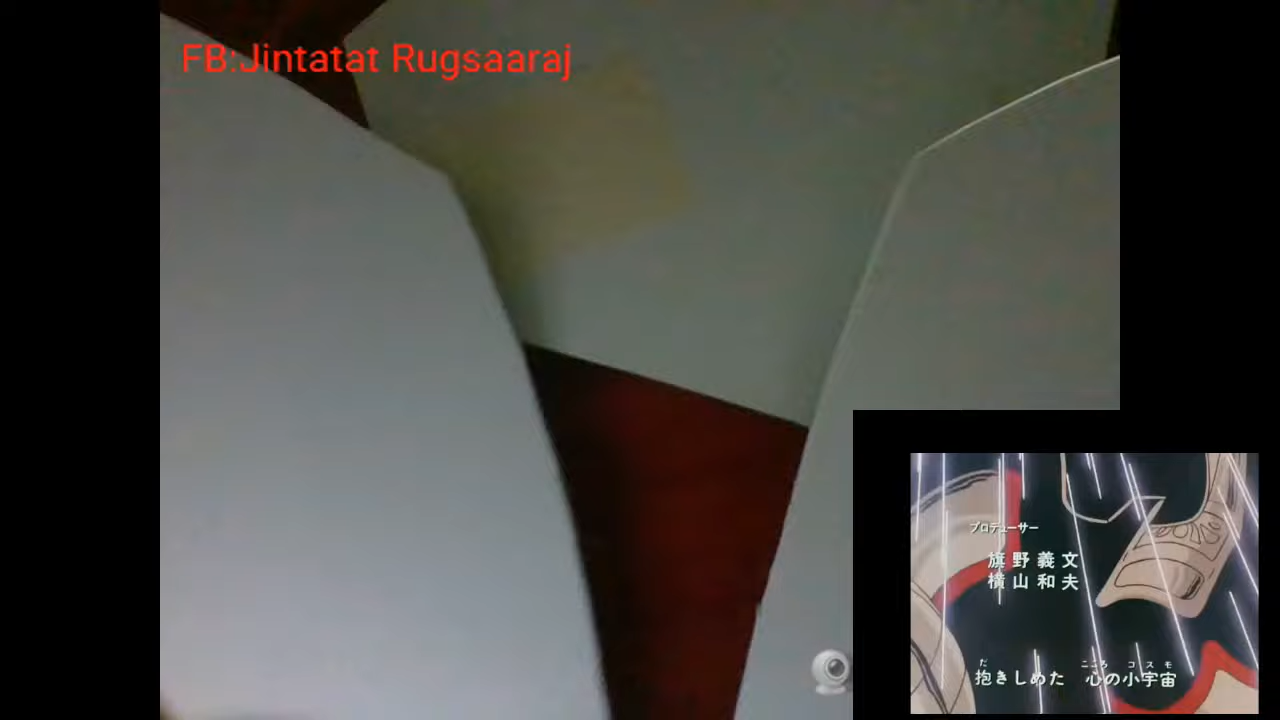 FB:Jintatat Rugsaaraj
プロデューサー
旗野義文
横山和夫
だ こころ コスモ
抱きしめた 心の小宇宙